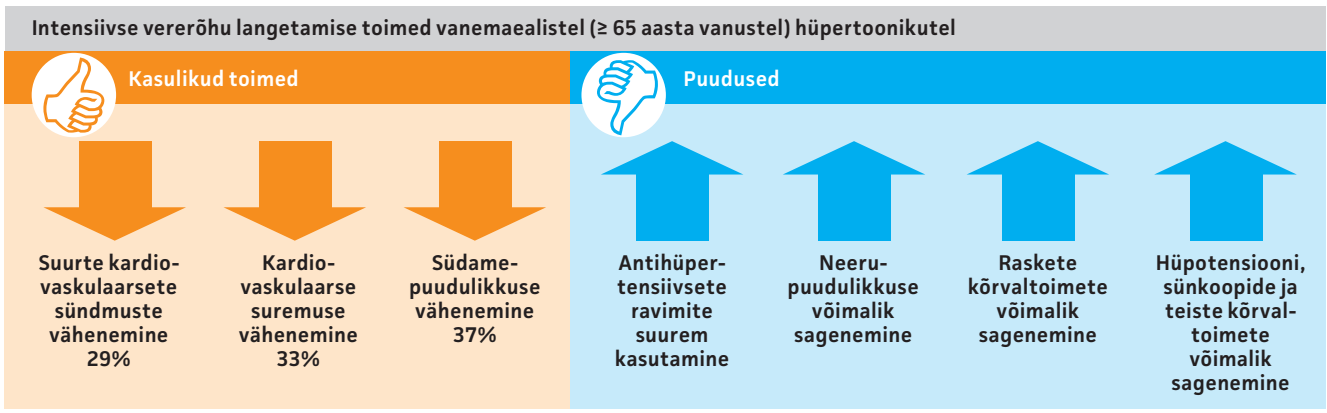 Intensiivse vererõhu langetamise toimed vanemaealistel (≥ 65 aasta vanustel) hüpertoonikutel
Kasulikud toimed
Suurte kardio-
vaskulaarsete
sündmuste
vähenemine
29%
Kardio-
vaskulaarse
suremuse
vähenemine
33%
Südame-
puudulikkuse
vähenemine
37%
Puudused
Antihüper-
tensiivsete
ravimite
suurem
kasutamine
Neeru-
puudulikkuse
võimalik
sagenemine
Raskete
kõrvaltoimete
võimalik
sagenemine
Hüpotensiooni,
sünkoopide ja
teiste kõrval-
toimete
võimalik
sagenemine